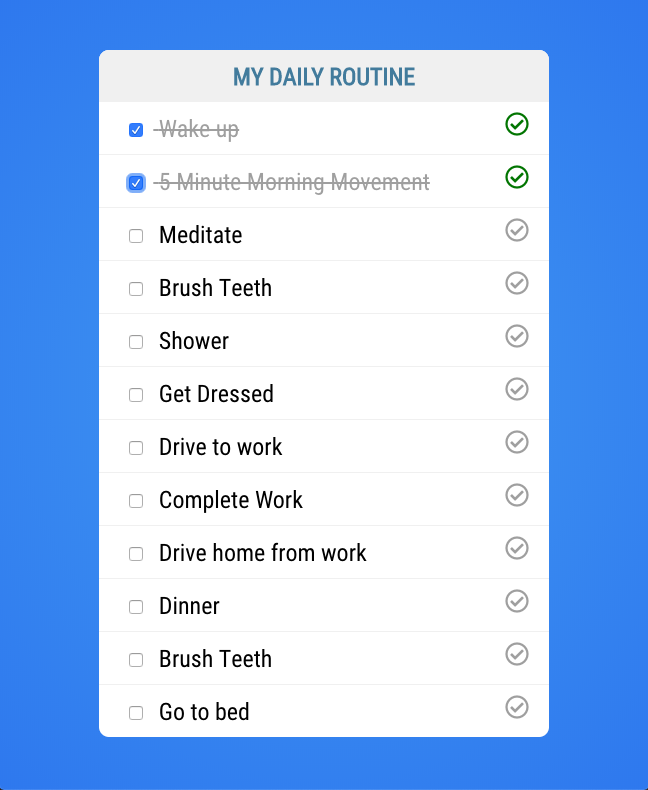 MY DAILY ROUTINE
Wake up
5 Minute Morning Movement
Meditate
Brush Teeth
Shower
Get Dressed
Drive to work
Complete Work
Drive home from work
Dinner
Brush Teeth
Go to bed